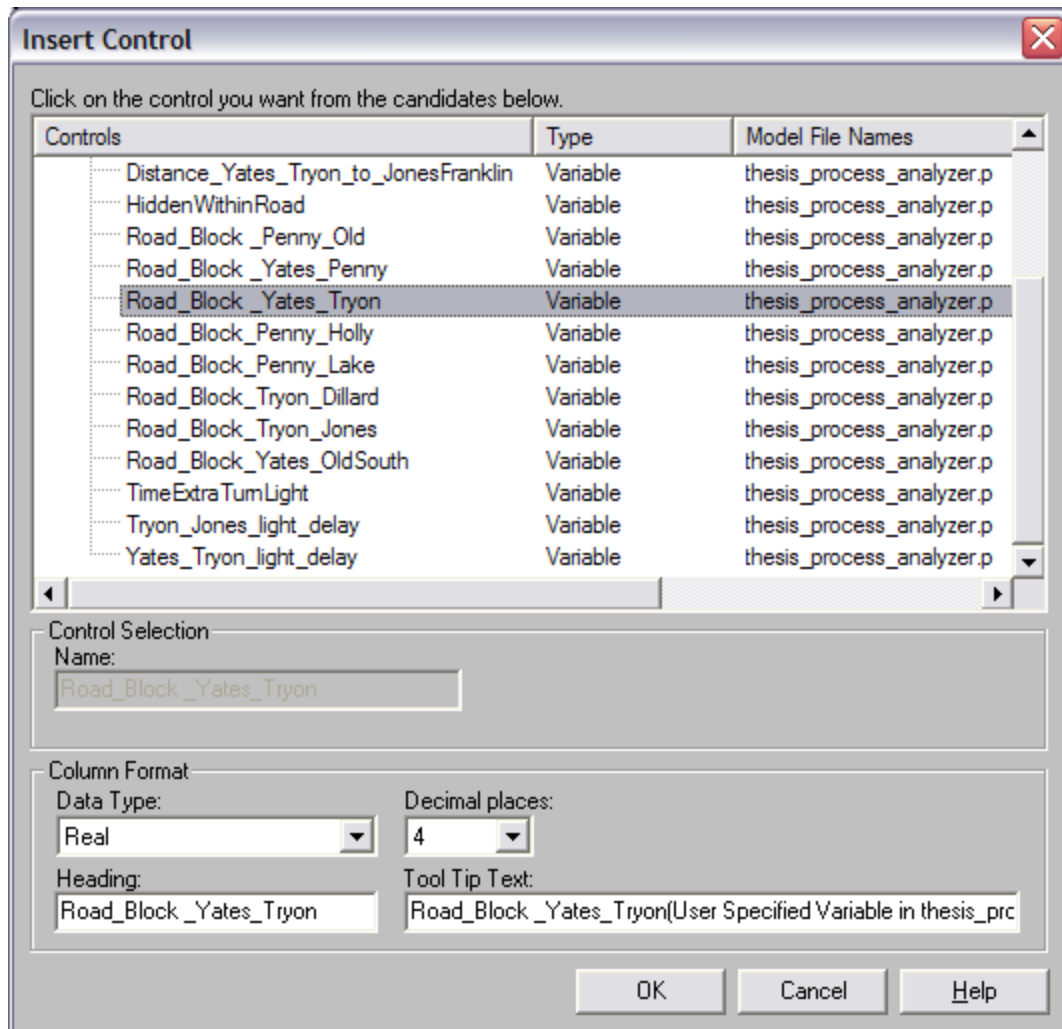 Insert Control
Click on the control you want from the candidates below.
Controls Type Model File Names
Distance_Yates_Tryon_to_JonesFranklin Variable thesis_process_analyzer.p
HiddenWithinRoad Variable thesis_process_analyzer.p
Road_Block _Penny_Old Variable thesis_process_analyzer.p
Road_Block _Yates_Penny Variable thesis_process_analyzer.p
Road_Block _Yates_Tryon Variable thesis_process_analyzer.p
Road_Block_Penny_Holly Variable thesis_process_analyzer.p
Road_Block_Penny_Lake Variable thesis_process_analyzer.p
Road_Block_Tryon_Dillard Variable thesis_process_analyzer.p
Road_Block_Tryon_Jones Variable thesis_process_analyzer.p
Road_Block_Yates_OldSouth Variable thesis_process_analyzer.p
TimeExtraTurnLight Variable thesis_process_analyzer.p
Tryon_Jones_light_delay Variable thesis_process_analyzer.p
Yates_Tryon_light_delay Variable thesis_process_analyzer.p
Control Selection
Name:
Road_Block _Yates_Tryon
Column Format
Data Type: Decimal places:
Real 4
Heading: Tool Tip Text:
Road_Block _Yates_Tryon Road_Block _Yates_Tryon(User Specified Variable in thesis_prc
OK Cancel Help